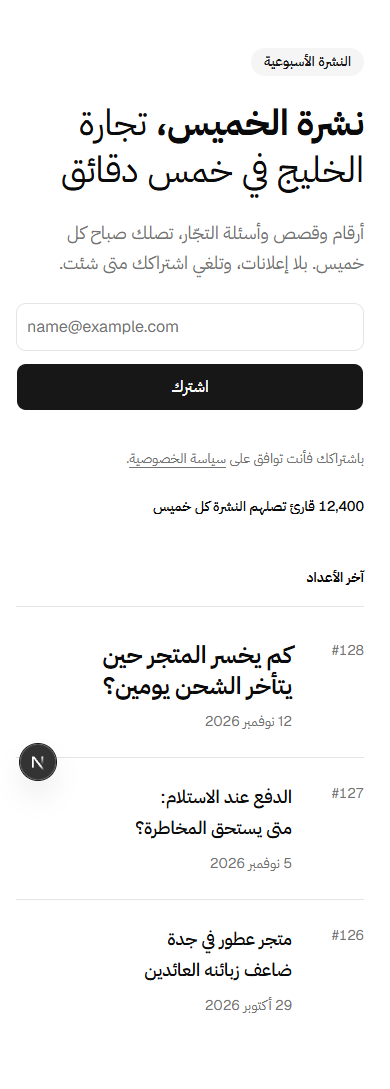 النشرة الأسبوعية
نشرة الخميس، تجارة
الخليج في خمس دقائق
أرقام وقصص وأسئلة التجّار، تصلك صباح كل
خميس. بلا إعلانات، وتلغي اشتراكك متى شئت.
name@example.com
اشترك
باشتراكك فأنت توافق على سياسة الخصوصية.
12,400 قارئ تصلهم النشرة كل خميس
آخر الأعداد
#128
كم يخسر المتجر حين
يتأخر الشحن يومين؟
12 نوفمبر 2026
N
#127
الدفع عند الاستلام:
متى يستحق المخاطرة؟
5 نوفمبر 2026
#126
متجر عطور في جدة
ضاعف زبائنه العائدين
29 أكتوبر 2026